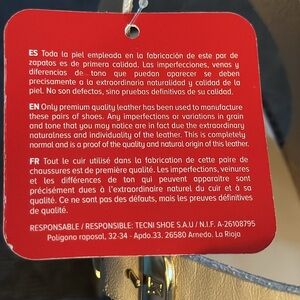 ES Toda la piel empleada en la fabricación de este par de
zapatos es de primera calidad. Las imperfecciones, venas y
diferencias de tono que puedan aparecer se deben
precisamente a la extraordinaria naturalidad y calidad de la
piel. No son defectos, sino pruebas definitivas de su calidad.
EN Only premium quality leather has been used to manufacture
these pairs of shoes. Any imperfections or variations in grain
and tone that you may notice are in fact due the extraordinary
naturalness and individuality of the leather. This is completely
normal and is a proof of the quality and natural origin of this leather.
FR Tout le cuir utilisé dans la fabrication de cette paire de
chaussures est de première qualité. Les imperfections, veinures
et les différences de ton qui peuvent apparaître sont
précisément dues à l'extraordinaire naturel du cuir et à sa
qualité. Ce ne sont pas des défauts, mais les preuves définitives
de qualité.
RESPONSABLE / RESPONSIBLE: TECNI SHOE S.A.U / N.I.F. A-26108795
Polígono raposal, 32-34 - Apdo.33. 26580 Arnedo. La Rioja